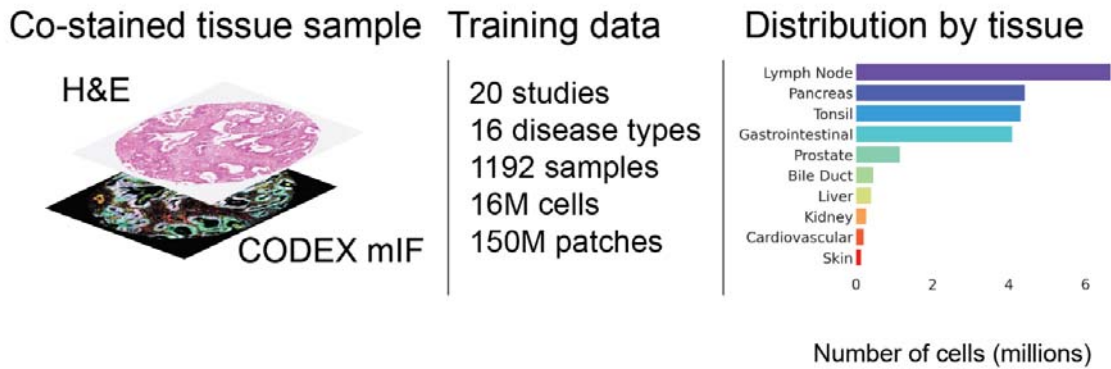 Co-stained tissue sample
H&E
CODEX mIF
Training data
20 studies
16 disease types
1192 samples
16M cells
150M patches
Distribution by tissue
Lymph Node
Pancreas
Tonsil
Gastrointestinal
Prostate
Bile Duct
Liver
Kidney
Cardiovascular
Skin
0 2 4 6
Number of cells (millions)